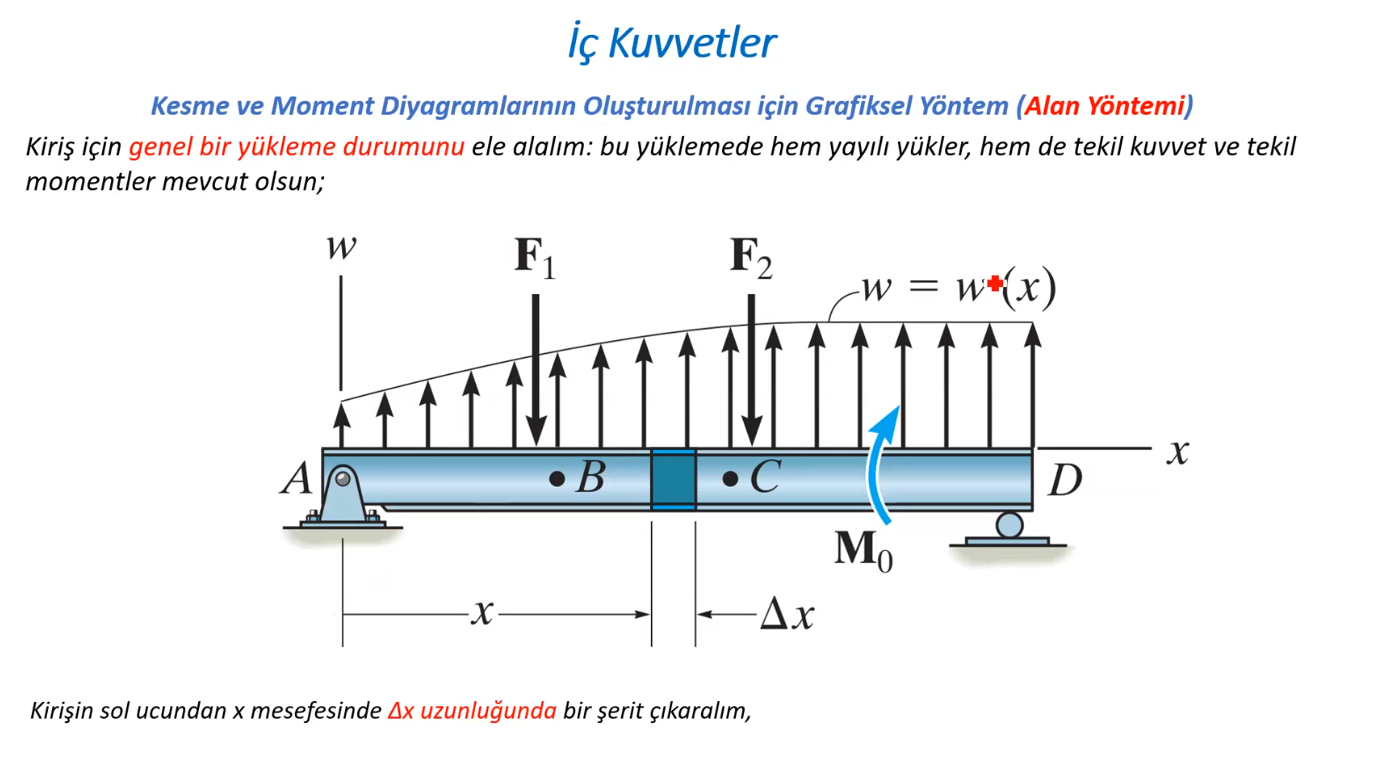 İç Kuvvetler
Kesme ve Moment Diyagramlarının Oluşturulması için Grafiksel Yöntem (Alan Yöntemi)
Kiriş için genel bir yükleme durumunu ele alalım: bu yüklemede hem yayılı yükler, hem de tekil kuvvet ve tekil
momentler mevcut olsun;
w
F₁
F₂
w = w(x)
A
B
C
D
x
M₀
x
Δx
Kirişin sol ucundan x mesefesinde Δx uzunluğunda bir şerit çıkaralım,